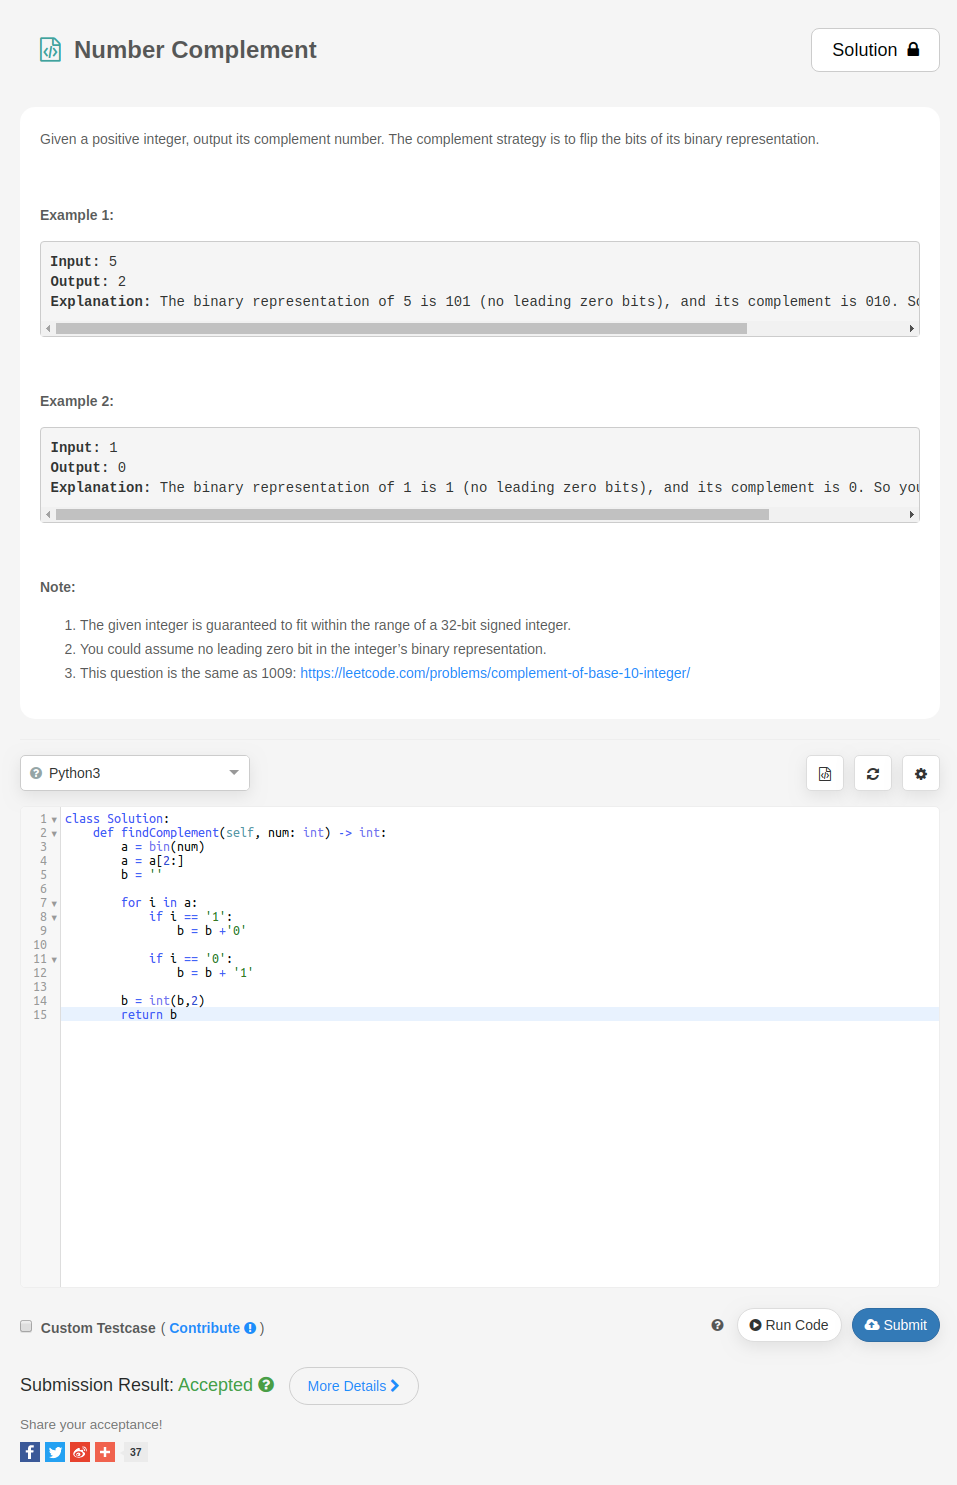 Number Complement
Solution
Given a positive integer, output its complement number. The complement strategy is to flip the bits of its binary representation.
Example 1:
Input: 5
Output: 2
Explanation: The binary representation of 5 is 101 (no leading zero bits), and its complement is 010. So
Example 2:
Input: 1
Output: 0
Explanation: The binary representation of 1 is 1 (no leading zero bits), and its complement is 0. So you
Note:
1. The given integer is guaranteed to fit within the range of a 32-bit signed integer.
2. You could assume no leading zero bit in the integer’s binary representation.
3. This question is the same as 1009: https://leetcode.com/problems/complement-of-base-10-integer/
Python3
1 class Solution:
2     def findComplement(self, num: int) -> int:
3         a = bin(num)
4         a = a[2:]
5         b = ''
6
7         for i in a:
8             if i == '1':
9                 b = b +'0'
10
11             if i == '0':
12                 b = b + '1'
13
14         b = int(b,2)
15         return b
Custom Testcase ( Contribute )
Run Code
Submit
Submission Result: Accepted
More Details
Share your acceptance!
37